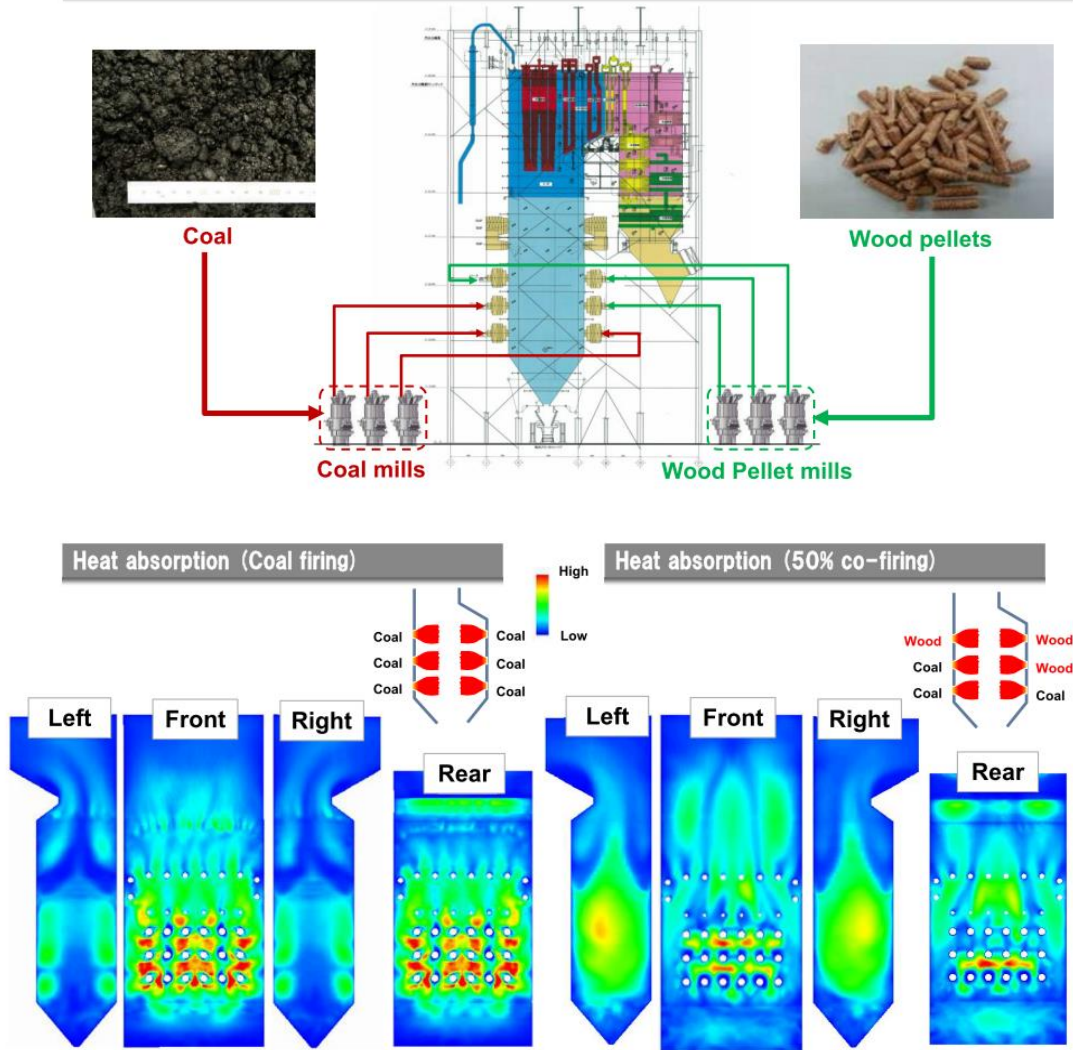 Coal
Wood pellets
Coal mills
Wood Pellet mills
Heat absorption (Coal firing)
High
Low
Heat absorption (50% co-firing)
Coal
Coal
Coal
Coal
Coal
Coal
Wood
Wood
Coal
Wood
Coal
Coal
Left
Front
Right
Rear
Left
Front
Right
Rear